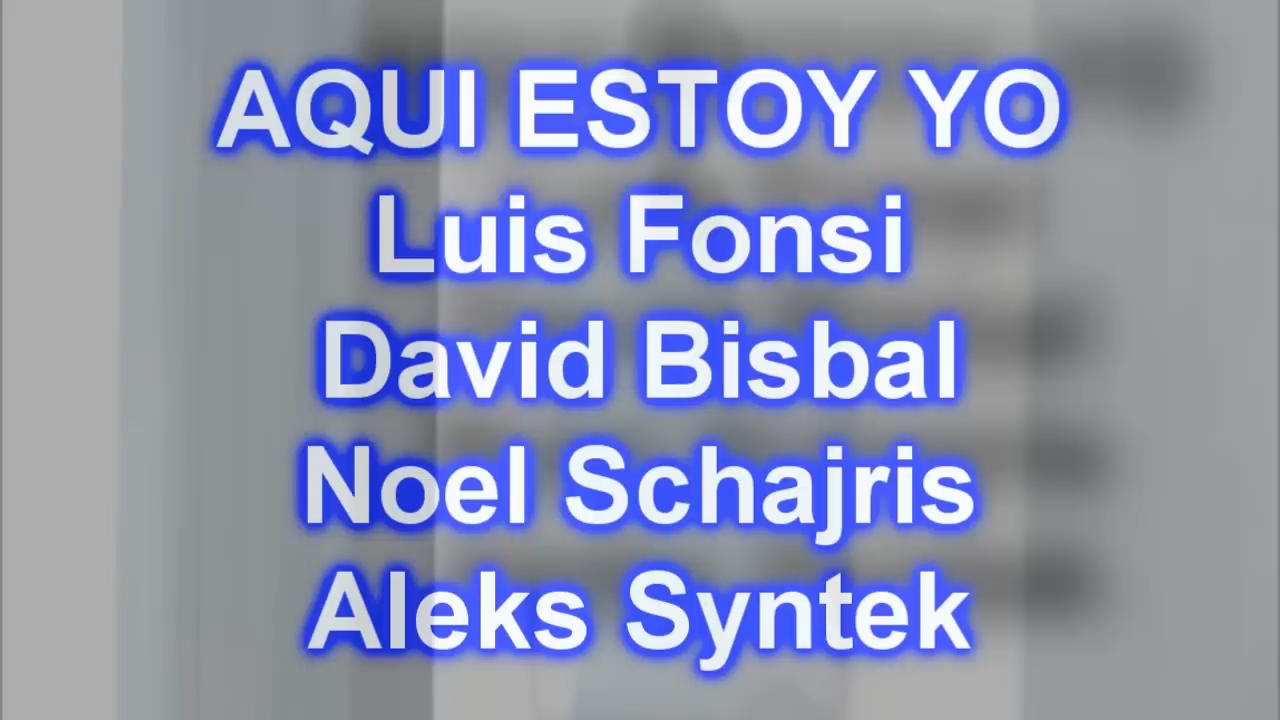 AQUI ESTOY YO
Luis Fonsi
David Bisbal
Noel Schajris
Aleks Syntek